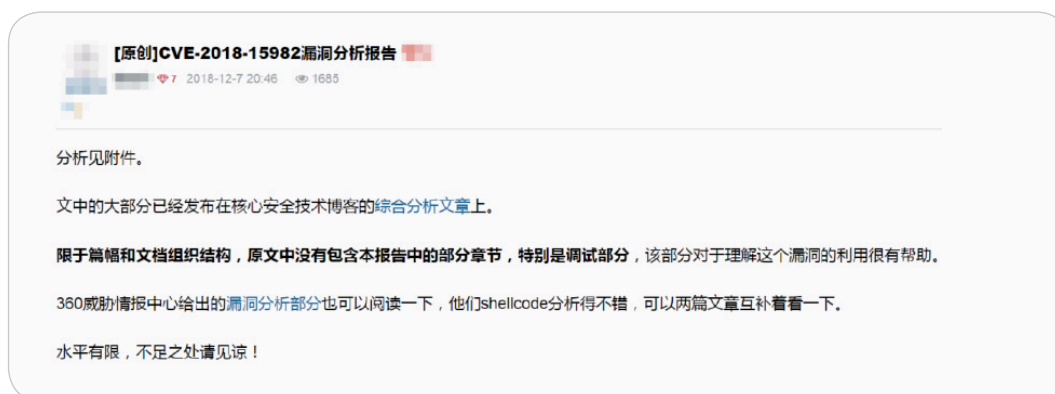 [原创]CVE-2018-15982漏洞分析报告
7 2018-12-7 20:46 1685
分析见附件。
文中的大部分已经发布在核心安全技术博客的综合分析文章上。
限于篇幅和文档组织结构，原文中没有包含本报告中的部分章节，特别是调试部分，该部分对于理解这个漏洞的利用很有帮助。
360威胁情报中心给出的漏洞分析部分也可以阅读一下，他们shellcode分析得不错，可以两篇文章互补着看一下。
水平有限，不足之处请见谅！